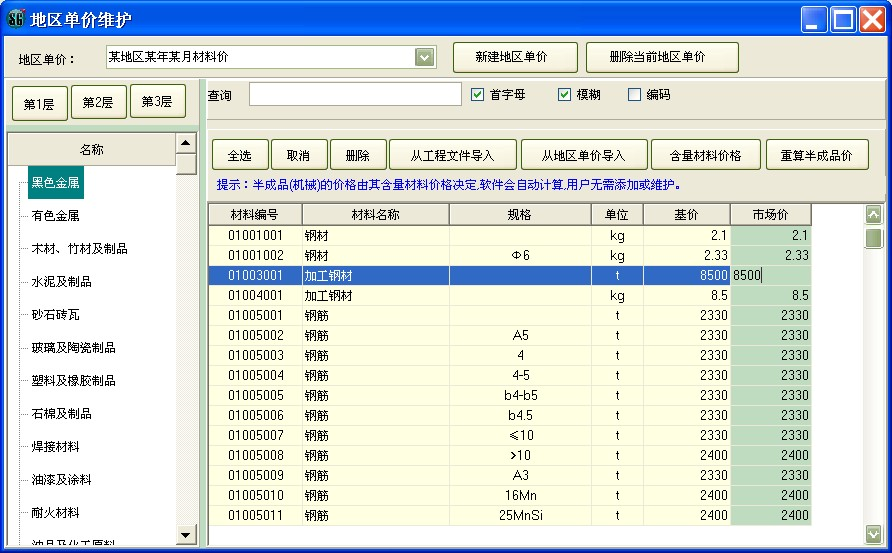 地区单价维护
地区单价： 某地区某年某月材料价 新建地区单价 删除当前地区单价
第1层 第2层 第3层
查询 首字母 模糊 编码
全选 取消 删除 从工程文件导入 从地区单价导入 含量材料价格 重算半成品价
提示：半成品(机械)的价格由其含量材料价格决定,软件会自动计算,用户无需添加或维护。
名称
黑色金属
有色金属
木材、竹材及制品
水泥及制品
砂石砖瓦
玻璃及陶瓷制品
塑料及橡胶制品
石棉及制品
焊接材料
油漆及涂料
耐火材料
油品及化工原料
材料编号 材料名称 规格 单位 基价 市场价
01001001 钢材 kg 2.1 2.1
01001002 钢材 Φ6 kg 2.33 2.33
01003001 加工钢材 t 8500 8500
01004001 加工钢材 kg 8.5 8.5
01005001 钢筋 t 2330 2330
01005002 钢筋 A5 t 2330 2330
01005003 钢筋 4 t 2330 2330
01005004 钢筋 4-5 t 2330 2330
01005005 钢筋 b4-b5 t 2330 2330
01005006 钢筋 b4.5 t 2330 2330
01005007 钢筋 ≤10 t 2330 2330
01005008 钢筋 >10 t 2400 2400
01005009 钢筋 A3 t 2330 2330
01005010 钢筋 16Mn t 2400 2400
01005011 钢筋 25MnSi t 2400 2400